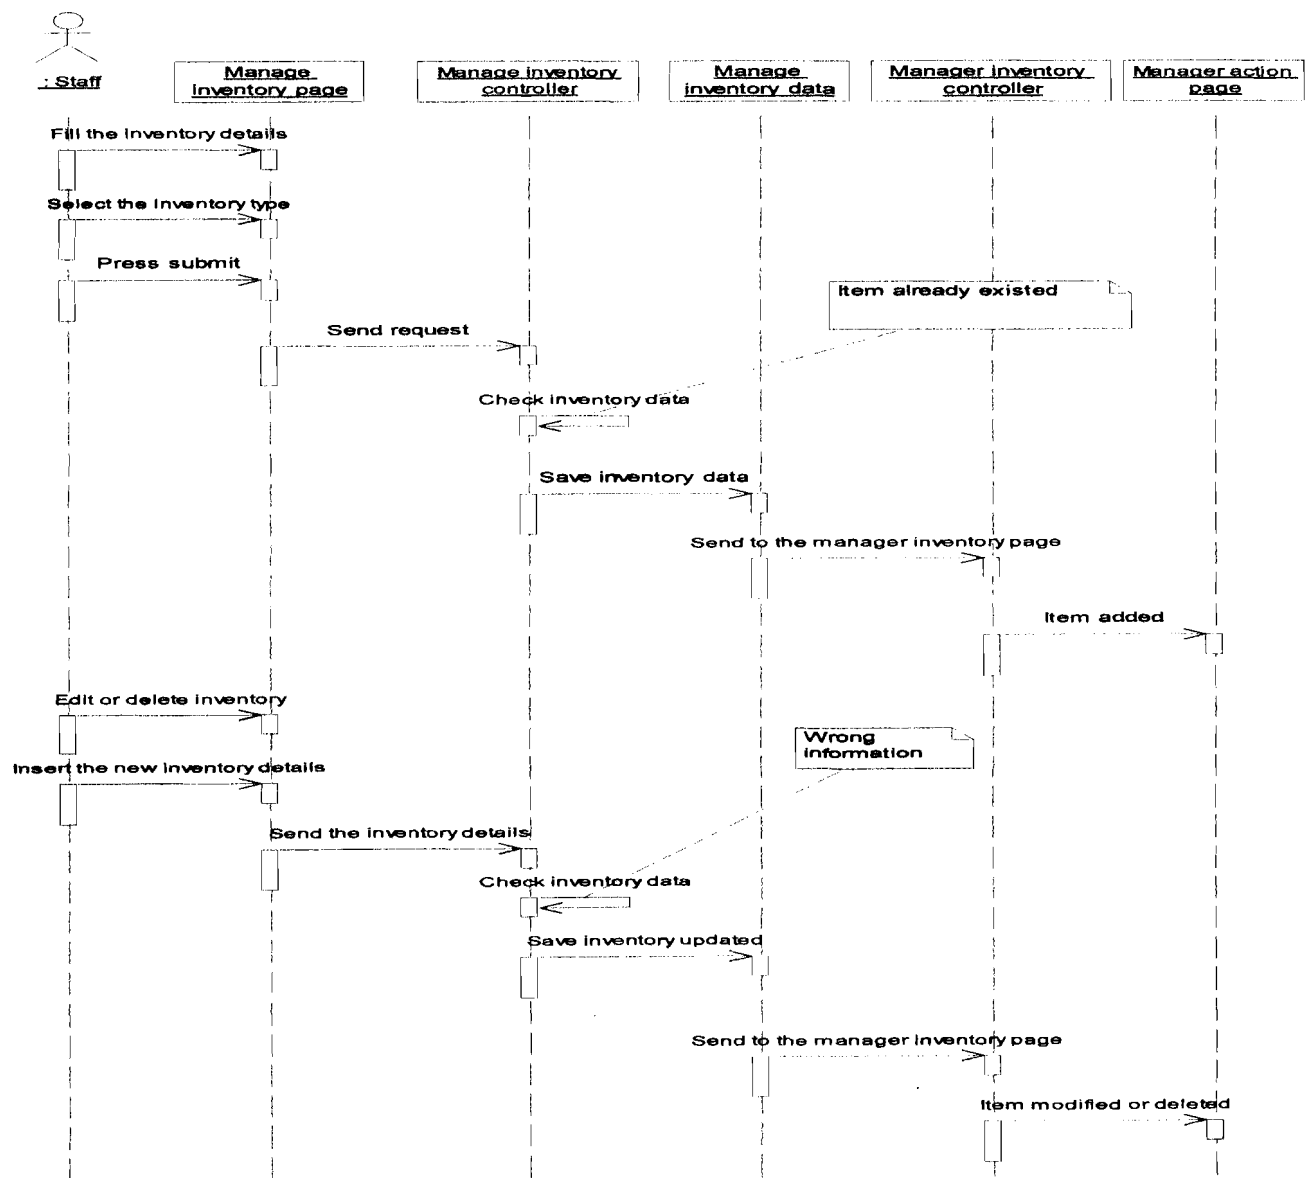 : Staff
Manage
inventory page
Manage inventory
controller
Manage
inventory data
Manager inventory
controller
Manager action
page
Fill the inventory details
Select the inventory type
Press submit
Item already existed
Send request
Check inventory data
Save inventory data
Send to the manager inventory page
Item added
Edit or delete inventory
Wrong
information
Insert the new inventory details
Send the inventory details
Check inventory data
Save inventory updated
Send to the manager inventory page
Item modified or deleted